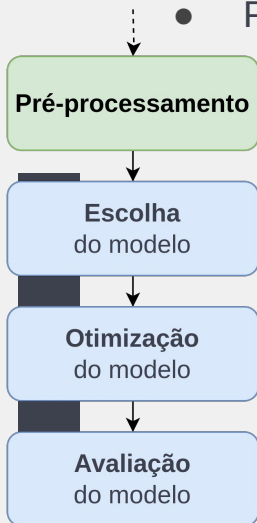 Pré-processamento
Escolha
do modelo
Otimização
do modelo
Avaliação
do modelo